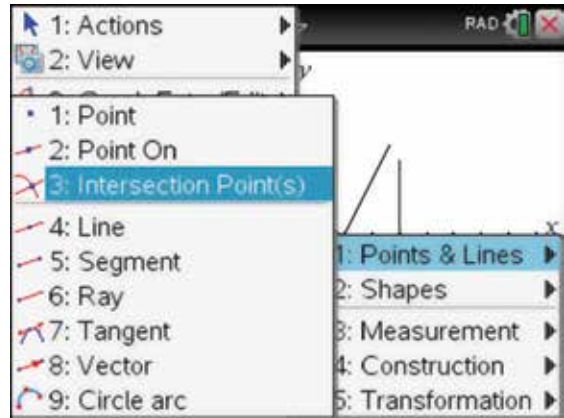 1: Actions
RAD
2: View
y
1: Point
2: Point On
3: Intersection Point(s)
4: Line
x
1: Points & Lines
5: Segment
2: Shapes
6: Ray
7: Tangent
3: Measurement
8: Vector
4: Construction
9: Circle arc
5: Transformation